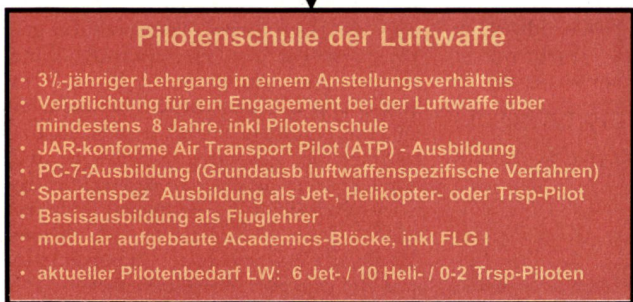 Pilotenschule der Luftwaffe
• 3½-jähriger Lehrgang in einem Anstellungsverhältnis
• Verpflichtung für ein Engagement bei der Luftwaffe über
mindestens 8 Jahre, inkl Pilotenschule
• JAR-konforme Air Transport Pilot (ATP) - Ausbildung
• PC-7-Ausbildung (Grundausb luftwaffenspezifische Verfahren)
• Spartenspez Ausbildung als Jet-, Helikopter- oder Trsp-Pilot
• Basisausbildung als Fluglehrer
• modular aufgebaute Academics-Blöcke, inkl FLG I
• aktueller Pilotenbedarf LW: 6 Jet- / 10 Heli- / 0-2 Trsp-Piloten